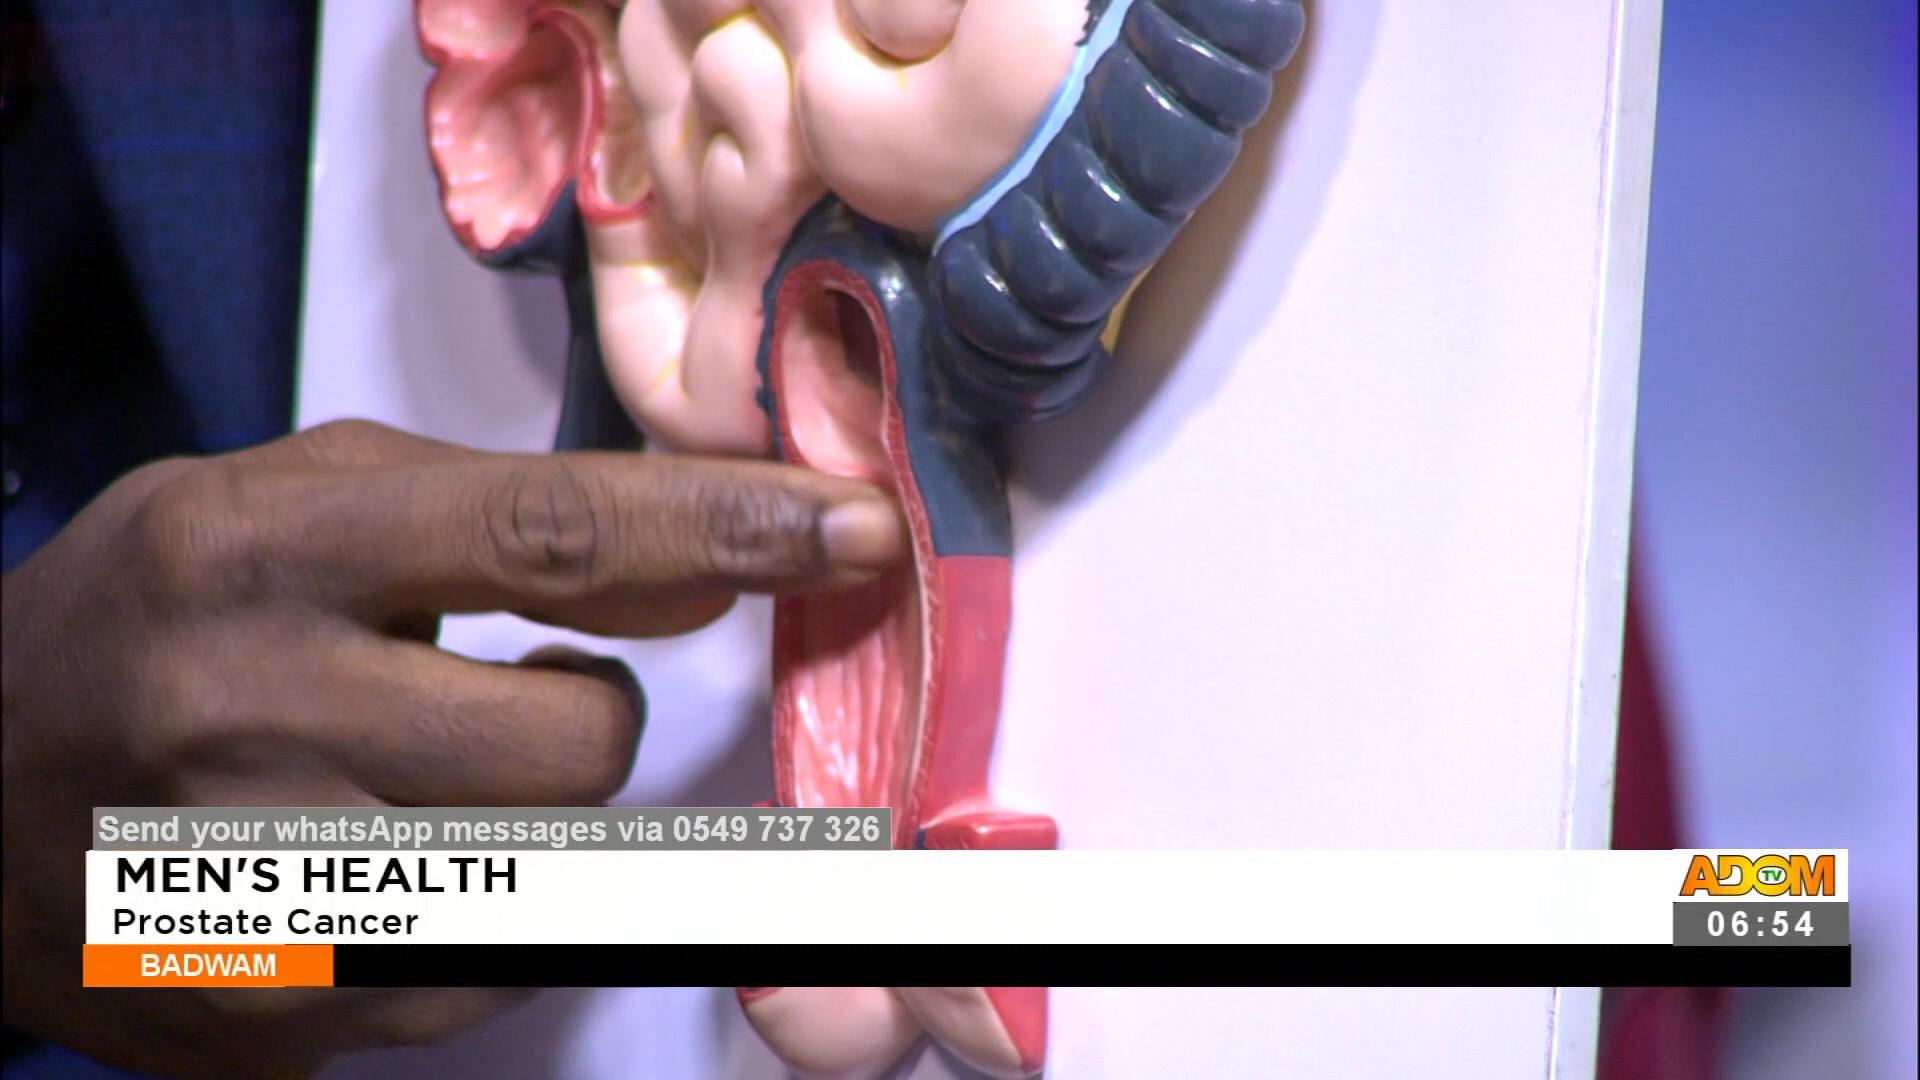 Send your whatsApp messages via 0549 737 326
MEN'S HEALTH
Prostate Cancer
ADOM TV
06:54
BADWAM